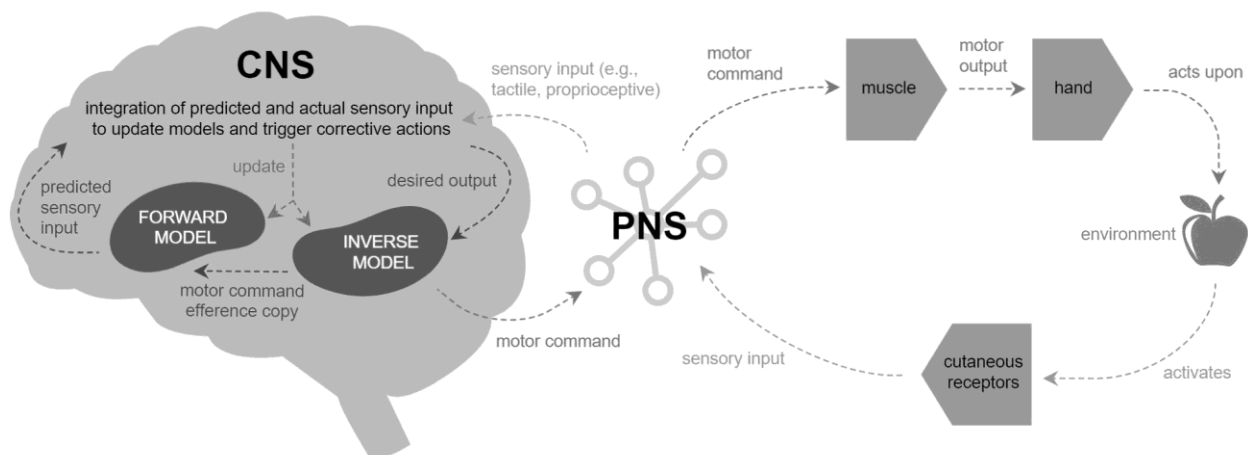 CNS
integration of predicted and actual sensory input
to update models and trigger corrective actions
update
predicted
sensory
input
desired output
FORWARD
MODEL
INVERSE
MODEL
motor command
efference copy
motor command
sensory input (e.g.,
tactile, proprioceptive)
PNS
motor
command
muscle
motor
output
hand
acts upon
environment
activates
cutaneous
receptors
sensory input